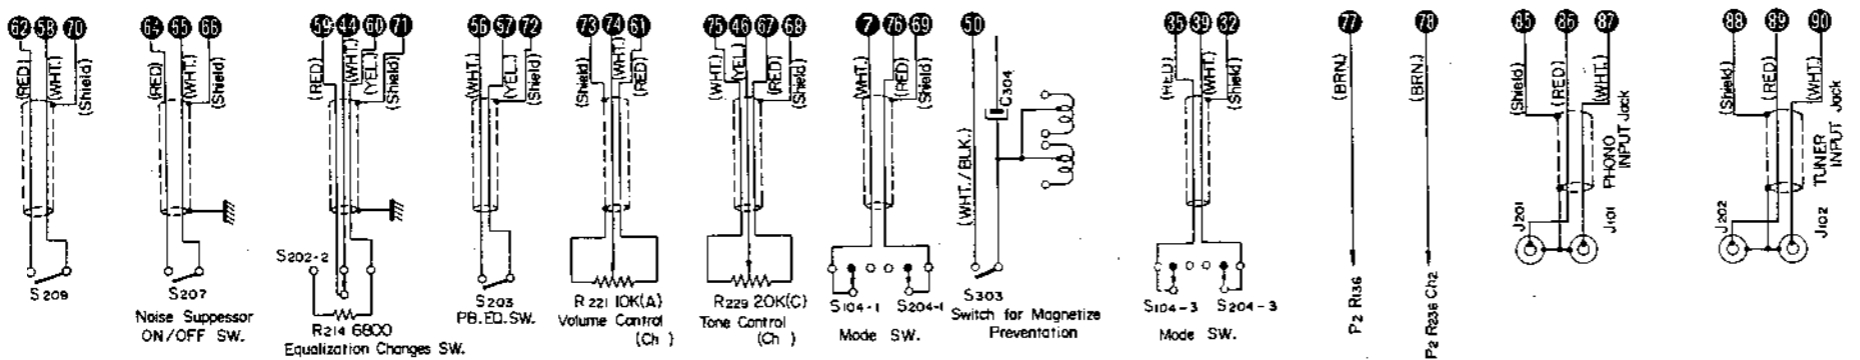 62 58 70
(RED)
(WHT.)
(Shield)
S209
64 65 66
(RED)
(WHT.)
(Shield)
S207
Noise Suppessor
ON/OFF SW.
59 44 60 71
(RED)
(WHT.)
(YEL.)
(Shield)
S202-2
R214 6800
Equalization Changes SW.
56 57 72
(WHT.)
(YEL.)
(Shield)
S203
PB.EQ.SW.
73 74 61
(Shield)
(WHT.)
(RED)
R221 10K(A)
Volume Control
(Ch )
75 46 67 68
(WHT.)
(YEL.)
(RED)
(Shield)
R229 20K(C)
Tone Control
(Ch )
7 76 69
(WHT.)
(RED)
(Shield)
S104-1 S204-1
Mode SW.
50
C304
(WHT./BLK.)
S303
Switch for Magnetize
Preventation
35 39 32
(RED)
(WHT.)
(Shield)
S104-3 S204-3
Mode SW.
77
(BRN.)
P2 R136
78
(BRN.)
P2 R236 Ch2
85 86 87
(Shield)
(RED)
(WHT.)
PHONO
INPUT Jack
J201
J101
88 89 90
(Shield)
(RED)
(WHT.)
TUNER
INPUT Jack
J202
J102